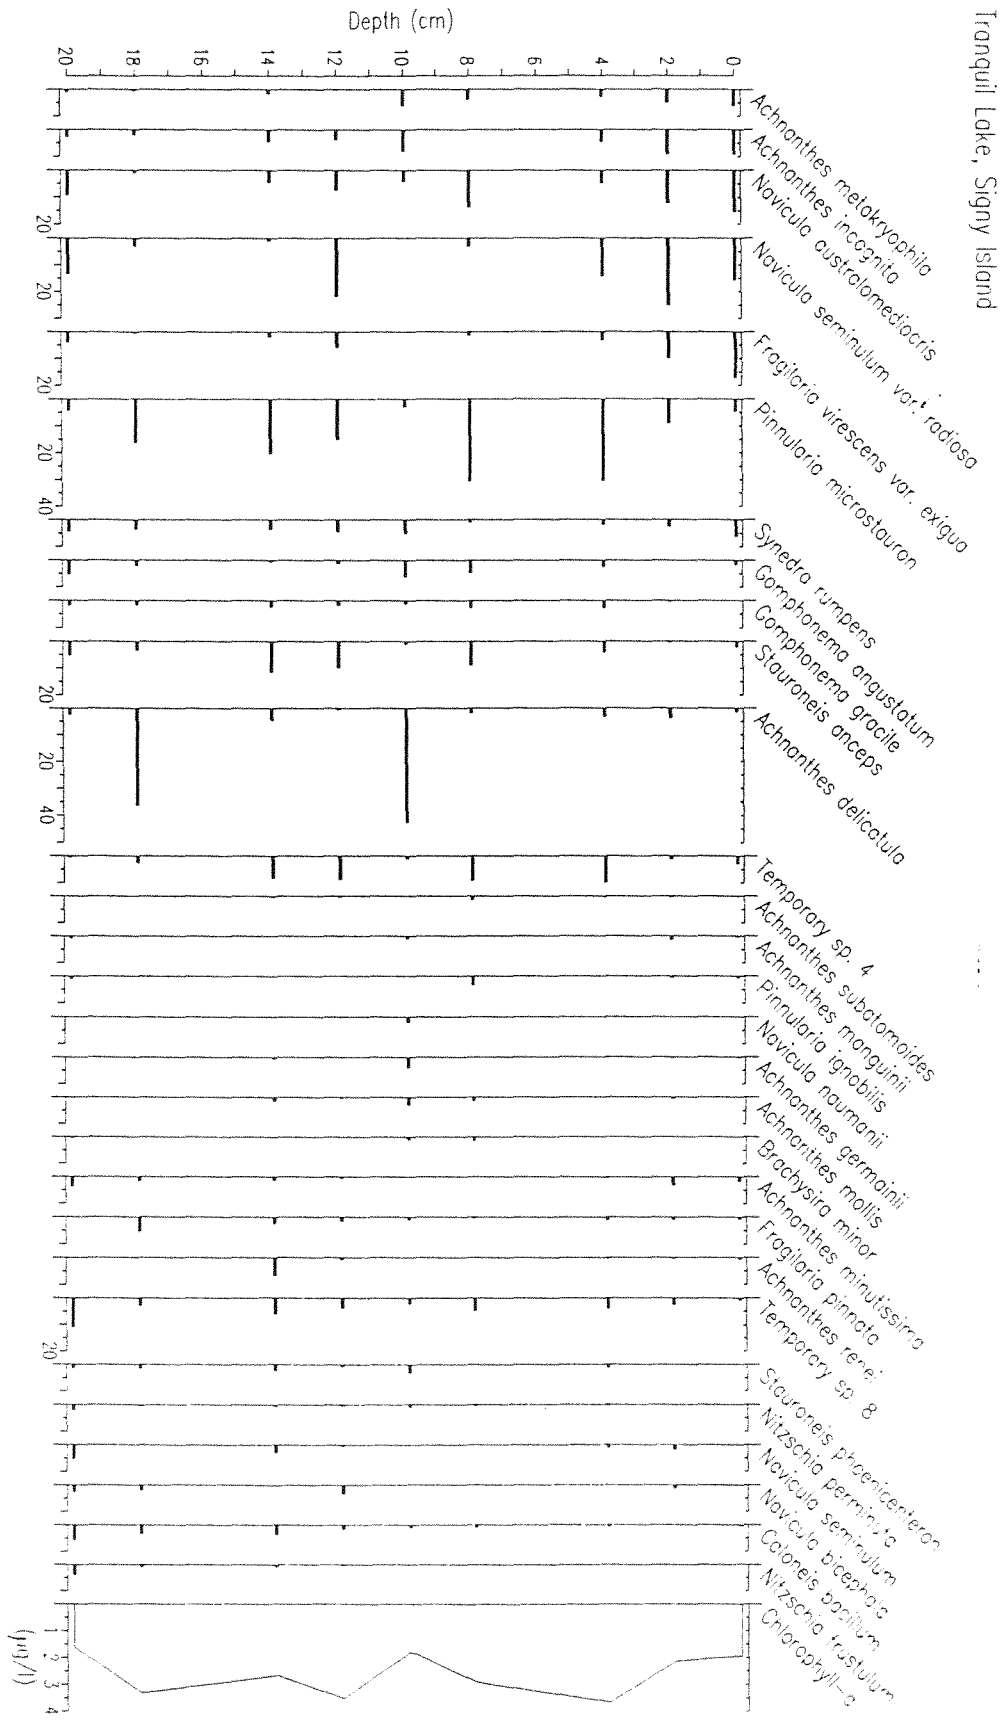 Tranquil Lake, Signy Island
Achnanthes metakryophila
Achnanthes incognita
Navicula australomediocris
Navicula seminulum var. radiosa
Fragilaria virescens var. exigua
Pinnularia microstauron
Synedra rumpens
Gomphonema angustatum
Gomphonema gracile
Stauroneis anceps
Achnanthes delicatula
Temporary sp. 4
Achnanthes subatomoides
Achnanthes manguinii
Pinnularia ignobilis
Navicula naumanii
Achnanthes germainii
Achnanthes mollis
Brachysira minor
Achnanthes minutissima
Fragilaria pinnata
Achnanthes renei
Temporary sp. 8
Stauroneis phoenicenteron
Nitzschia perminuta
Navicula seminulum
Navicula bicephala
Caloneis bacillum
Nitzschia frustulum
Chlorophyll-a
0
2
4
6
8
10
12
14
16
18
20
Depth (cm)
20
20
20
20 40
20
20 40
20
1 2 3 4
(µg/l)